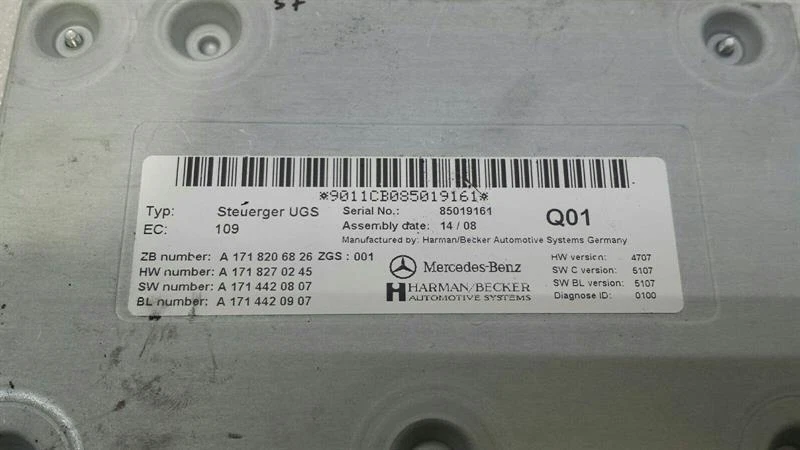 57
*9011CB085019161*
Typ: Steuerger UGS Serial No.: 85019161 Q01
EC: 109 Assembly date: 14 / 08
Manufactured by: Harman/Becker Automotive Systems Germany
ZB number: A 171 820 68 26 ZGS : 001 Mercedes-Benz HW version: 4707
HW number: A 171 827 02 45 SW C version: 5107
SW number: A 171 442 08 07 HARMAN/BECKER SW BL version: 5107
BL number: A 171 442 09 07 AUTOMOTIVE SYSTEMS Diagnose ID: 0100